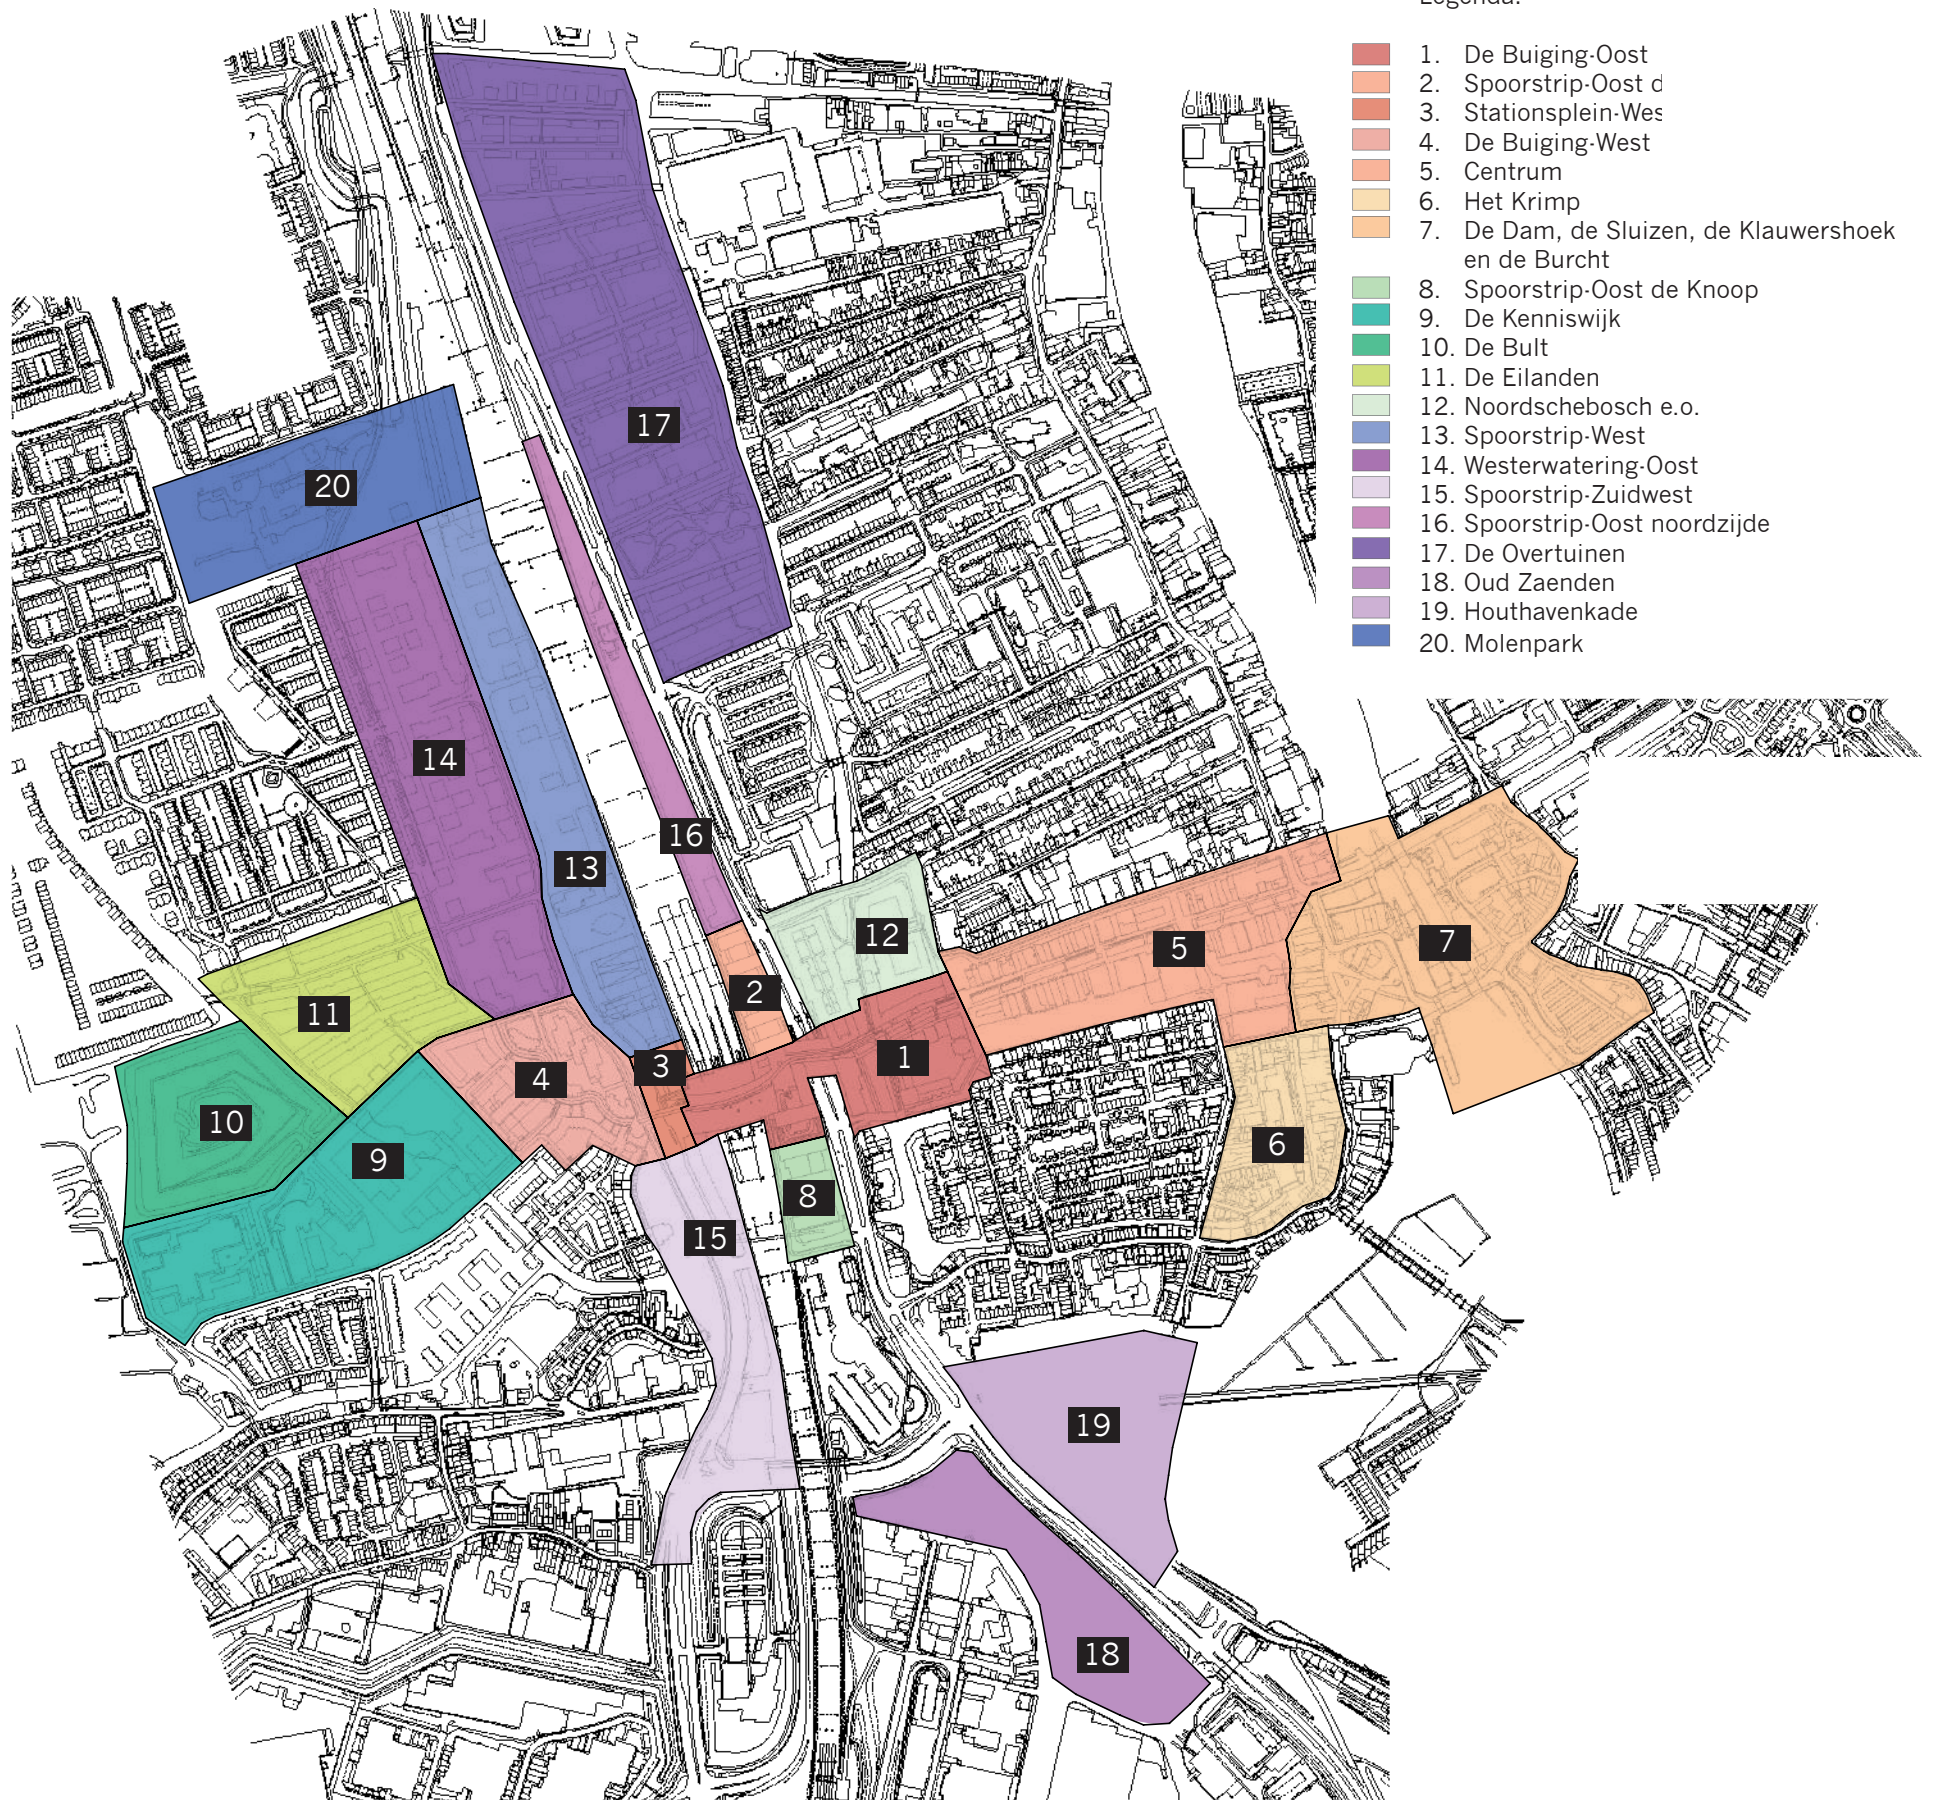 Legenda:
1. De Buiging-Oost
2. Spoorstrip-Oost d
3. Stationsplein-Wes
4. De Buiging-West
5. Centrum
6. Het Krimp
7. De Dam, de Sluizen, de Klauwershoek
en de Burcht
8. Spoorstrip-Oost de Knoop
9. De Kenniswijk
10. De Bult
11. De Eilanden
12. Noordschebosch e.o.
13. Spoorstrip-West
14. Westerwatering-Oost
15. Spoorstrip-Zuidwest
16. Spoorstrip-Oost noordzijde
17. De Overtuinen
18. Oud Zaenden
19. Houthavenkade
20. Molenpark
17
20
14
16
13
12
5
7
2
11
1
3
4
10
6
9
8
15
19
18